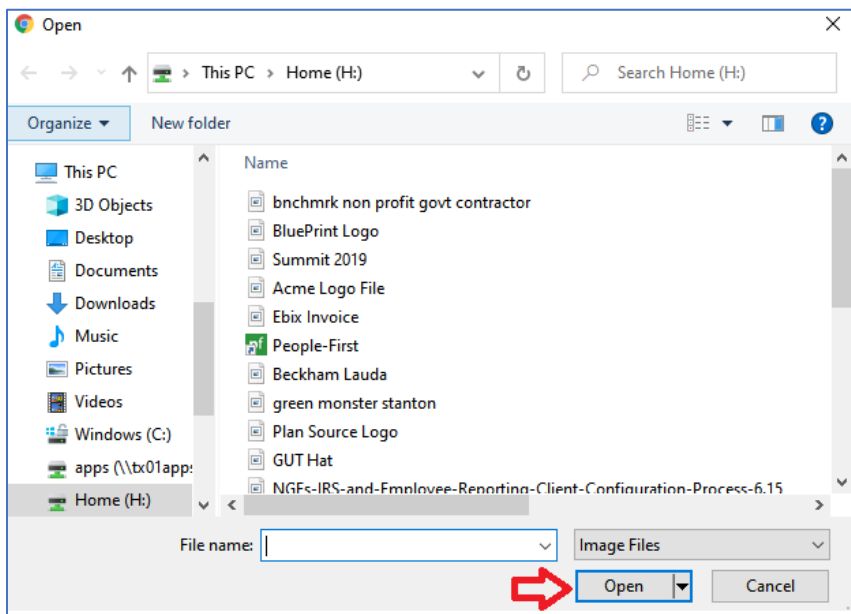 Open
This PC > Home (H:)
Search Home (H:)
Organize
New folder
This PC
3D Objects
Desktop
Documents
Downloads
Music
Pictures
Videos
Windows (C:)
apps (\\tx01apps
Home (H:)
Name
bnchmrk non profit govt contractor
BluePrint Logo
Summit 2019
Acme Logo File
Ebix Invoice
People-First
Beckham Lauda
green monster stanton
Plan Source Logo
GUT Hat
NGFs-IRS-and-Employee-Reporting-Client-Configuration-Process-6.15
File name:
Image Files
Open
Cancel